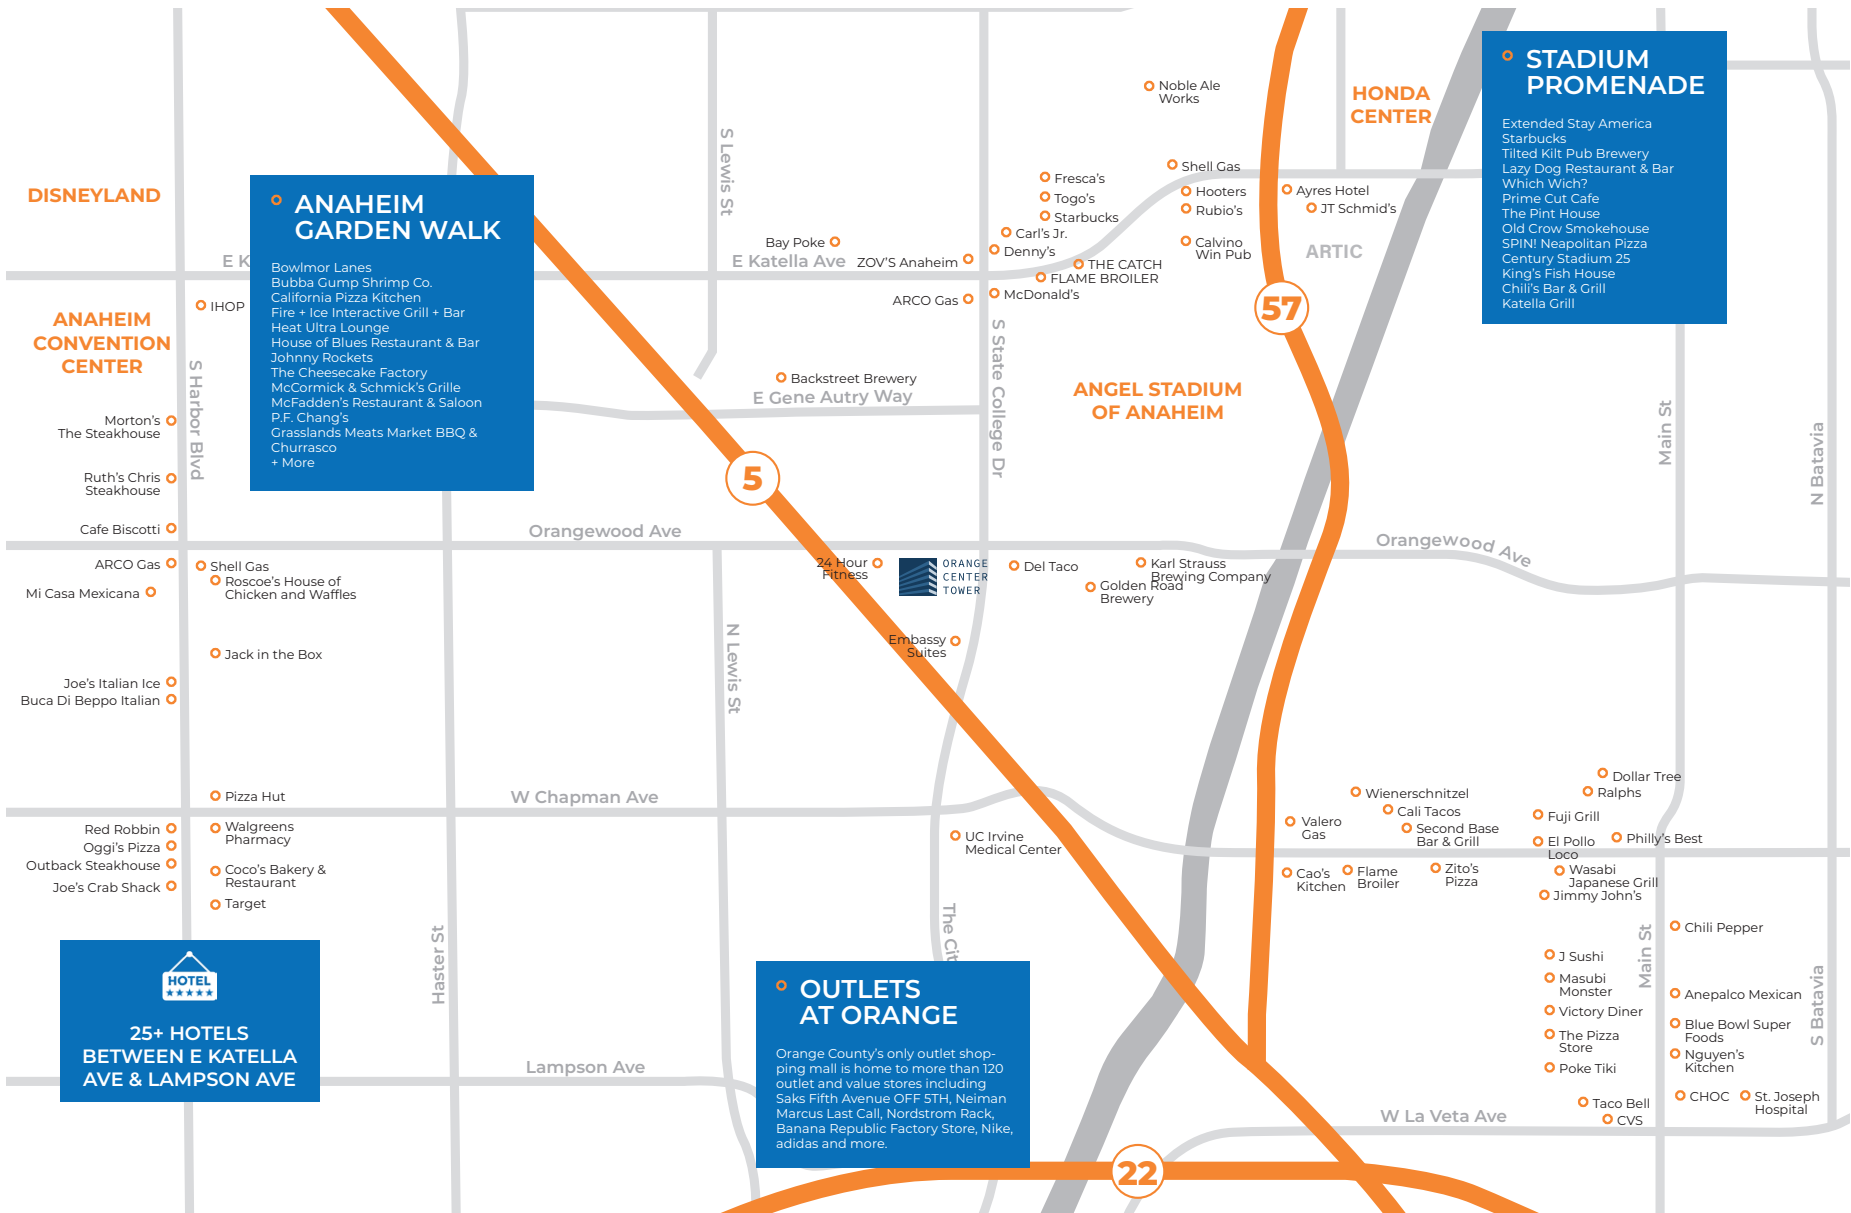 DISNEYLAND
ANAHEIM
CONVENTION
CENTER
HONDA
CENTER
ARTIC
ANGEL STADIUM
OF ANAHEIM
ANAHEIM
GARDEN WALK
Bowlmor Lanes
Bubba Gump Shrimp Co.
California Pizza Kitchen
Fire + Ice Interactive Grill + Bar
Heat Ultra Lounge
House of Blues Restaurant & Bar
Johnny Rockets
The Cheesecake Factory
McCormick & Schmick's Grille
McFadden's Restaurant & Saloon
P.F. Chang's
Grasslands Meats Market BBQ &
Churrasco
+ More
STADIUM
PROMENADE
Extended Stay America
Starbucks
Tilted Kilt Pub Brewery
Lazy Dog Restaurant & Bar
Which Wich?
Prime Cut Cafe
The Pint House
Old Crow Smokehouse
SPIN! Neapolitan Pizza
Century Stadium 25
King's Fish House
Chili's Bar & Grill
Katella Grill
Noble Ale
Works
Shell Gas
Fresca's
Togo's
Starbucks
Hooters
Rubio's
Ayres Hotel
JT Schmid's
Carl's Jr.
Denny's
Calvino
Win Pub
Bay Poke
ZOV'S Anaheim
THE CATCH
FLAME BROILER
ARCO Gas
McDonald's
S Lewis St
E K
E Katella Ave
S State College Dr
57
5
IHOP
S Harbor Blvd
Morton's
The Steakhouse
Ruth's Chris
Steakhouse
Cafe Biscotti
Backstreet Brewery
E Gene Autry Way
Main St
N Batavia
Orangewood Ave
Orangewood Ave
ARCO Gas
Shell Gas
Roscoe's House of
Chicken and Waffles
Mi Casa Mexicana
24 Hour
Fitness
ORANGE
CENTER
TOWER
Del Taco
Karl Strauss
Brewing Company
Golden Road
Brewery
Embassy
Suites
N Lewis St
Jack in the Box
Joe's Italian Ice
Buca Di Beppo Italian
Pizza Hut
W Chapman Ave
Red Robbin
Oggi's Pizza
Outback Steakhouse
Joe's Crab Shack
Walgreens
Pharmacy
Coco's Bakery &
Restaurant
Target
UC Irvine
Medical Center
Dollar Tree
Ralphs
Wienerschnitzel
Cali Tacos
Second Base
Bar & Grill
Valero
Gas
Fuji Grill
El Pollo
Loco
Philly's Best
Cao's
Kitchen
Flame
Broiler
Zito's
Pizza
Wasabi
Japanese Grill
Jimmy John's
Haster St
The Cit
Main St
S Batavia
Chili Pepper
J Sushi
Masubi
Monster
Anepalco Mexican
Victory Diner
Blue Bowl Super
Foods
The Pizza
Store
Nguyen's
Kitchen
Poke Tiki
CHOC
St. Joseph
Hospital
Taco Bell
CVS
HOTEL
25+ HOTELS
BETWEEN E KATELLA
AVE & LAMPSON AVE
Lampson Ave
OUTLETS
AT ORANGE
Orange County's only outlet shop-
ping mall is home to more than 120
outlet and value stores including
Saks Fifth Avenue OFF 5TH, Neiman
Marcus Last Call, Nordstrom Rack,
Banana Republic Factory Store, Nike,
adidas and more.
W La Veta Ave
22